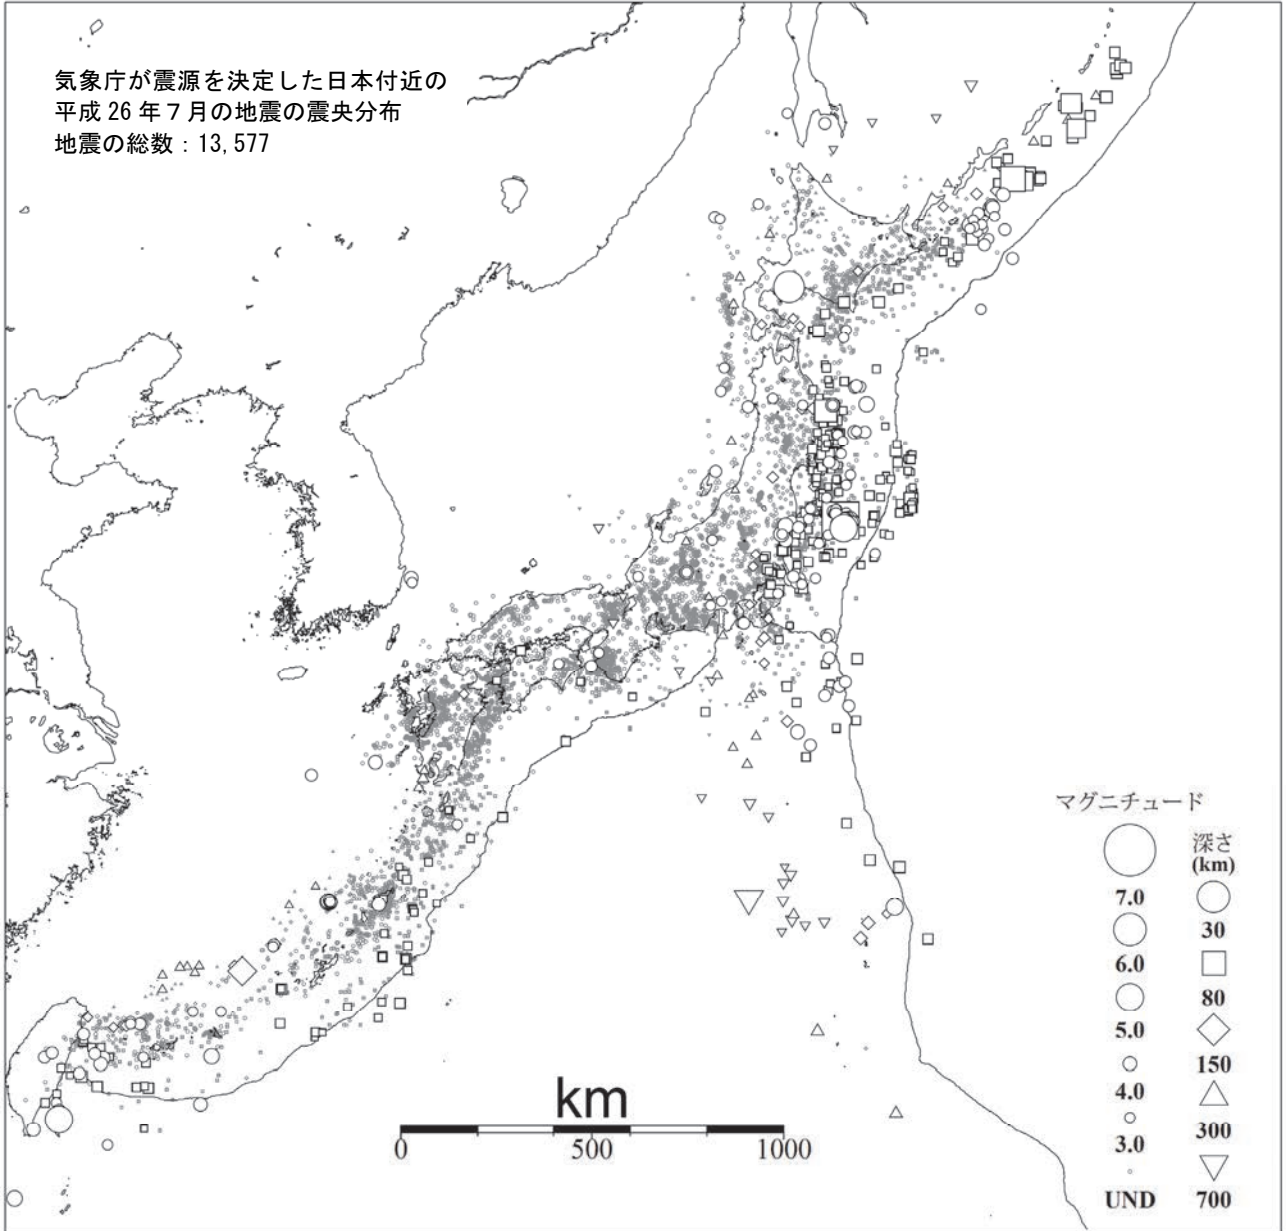 気象庁が震源を決定した日本付近の
平成 26 年７月の地震の震央分布
地震の総数：13,577
マグニチュード
深さ
(km)
7.0
30
6.0
80
5.0
150
4.0
300
3.0
UND 700
km
0 500 1000